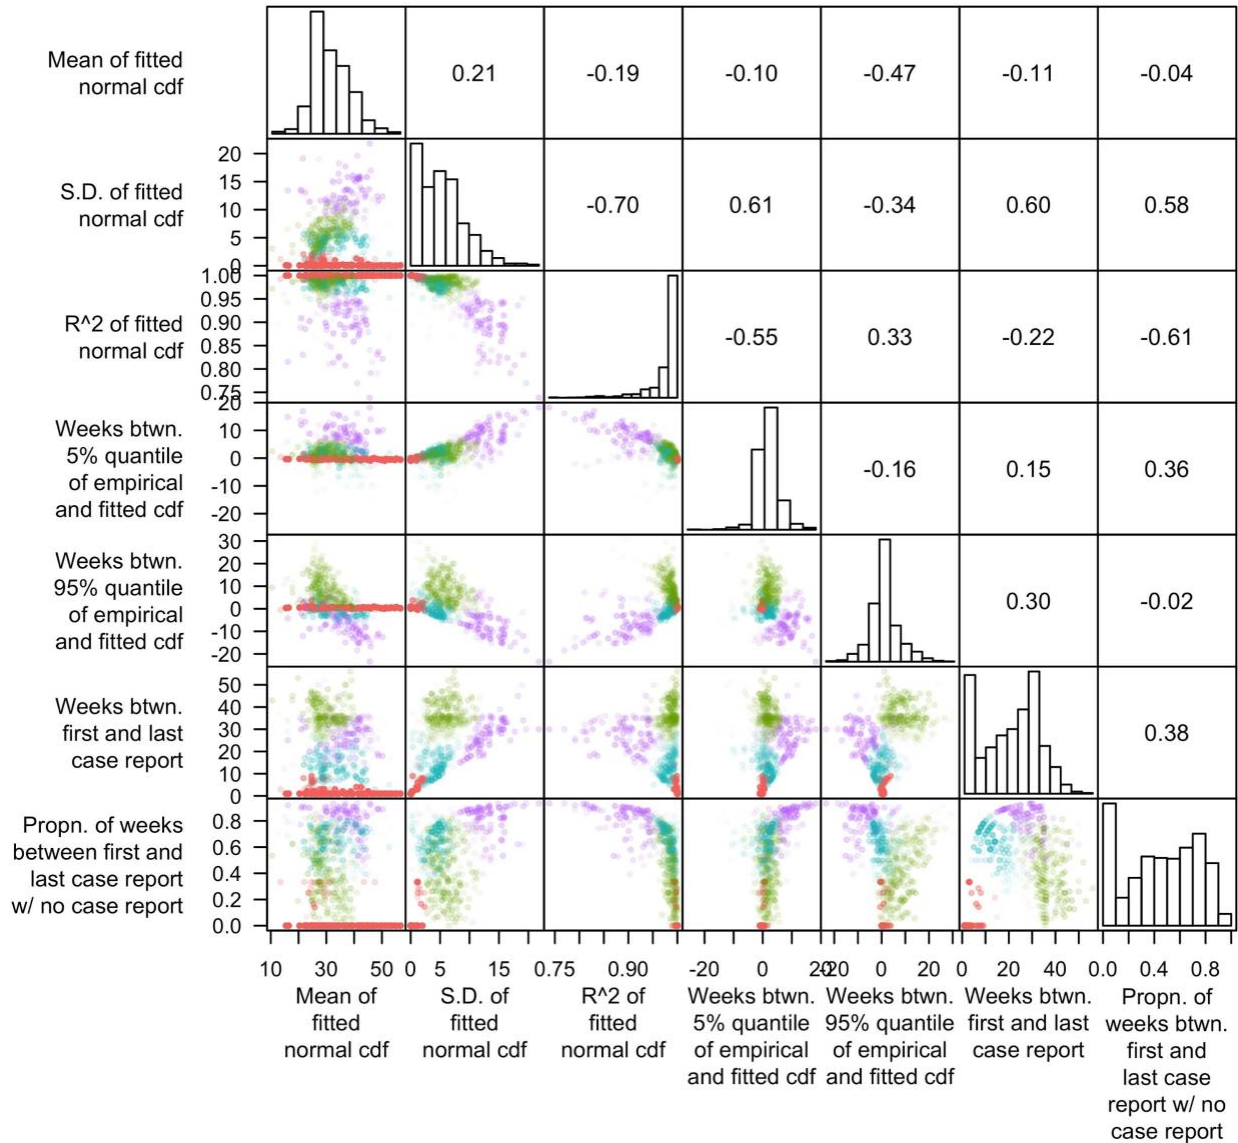 Mean of fitted
normal cdf
0.21
-0.19
-0.10
-0.47
-0.11
-0.04
S.D. of fitted
normal cdf
20
15
10
5
0
-0.70
0.61
-0.34
0.60
0.58
R^2 of fitted
normal cdf
1.00
0.95
0.90
0.85
0.80
0.75
-0.55
0.33
-0.22
-0.61
Weeks btwn.
5% quantile
of empirical
and fitted cdf
20
10
0
-10
-20
-0.16
0.15
0.36
Weeks btwn.
95% quantile
of empirical
and fitted cdf
30
20
10
0
-10
-20
0.30
-0.02
Weeks btwn.
first and last
case report
50
40
30
20
10
0
0.38
Propn. of weeks
between first and
last case report
w/ no case report
0.8
0.6
0.4
0.2
0.0
10 30 50 0 5 15 0.75 0.90 -20 0 20 -20 0 20 0 20 40 0.0 0.4 0.8
Mean of
fitted
normal cdf
S.D. of
fitted
normal cdf
R^2 of
fitted
normal cdf
Weeks btwn.
5% quantile
of empirical
and fitted cdf
Weeks btwn.
95% quantile
of empirical
and fitted cdf
Weeks btwn.
first and last
case report
Propn. of
weeks btwn.
first and
last case
report w/ no
case report